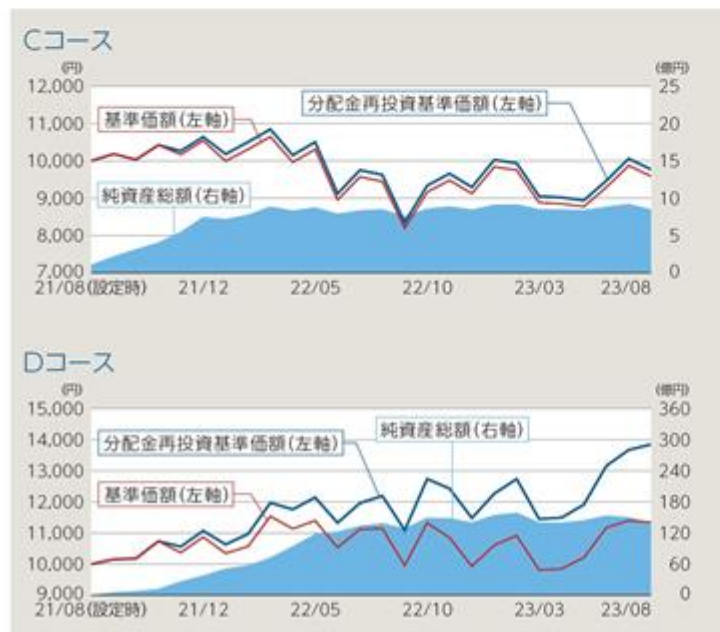 Cコース
(円)
(億円)
12,000
25
分配金再投資基準価額(左軸)
11,000
20
基準価額(左軸)
10,000
15
純資産総額(右軸)
9,000
10
8,000
5
7,000
0
21/08(設定時)
21/12
22/05
22/10
23/03
23/08
Dコース
(円)
(億円)
15,000
360
純資産総額(右軸)
14,000
300
分配金再投資基準価額(左軸)
13,000
240
基準価額(左軸)
12,000
180
11,000
120
10,000
60
9,000
0
21/08(設定時)
21/12
22/05
22/10
23/03
23/08